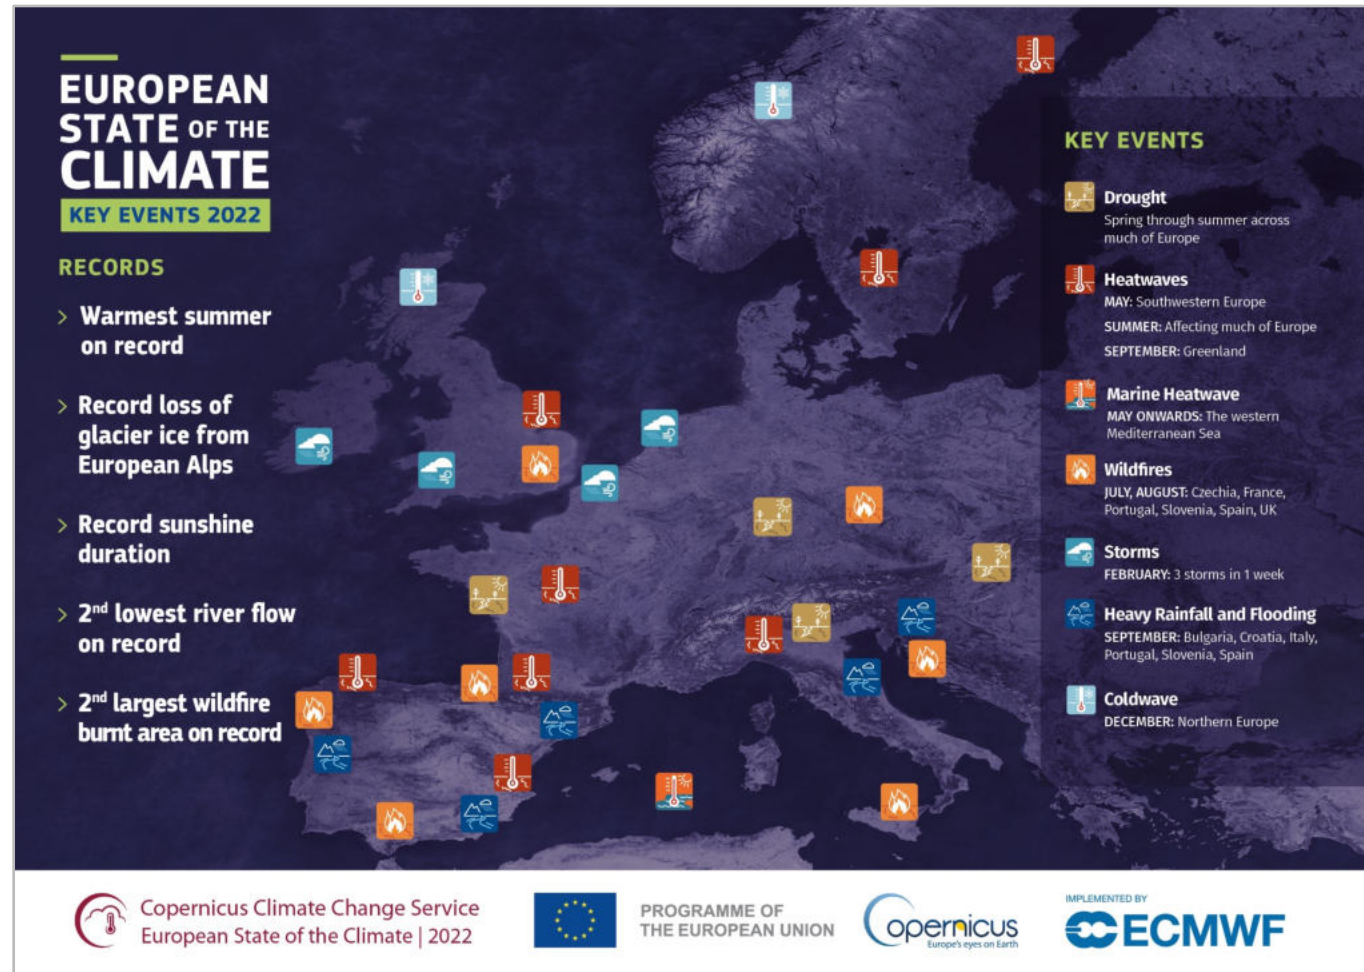 EUROPEAN
STATE OF THE
CLIMATE
KEY EVENTS 2022
RECORDS
> Warmest summer
on record
> Record loss of
glacier ice from
European Alps
> Record sunshine
duration
> 2nd lowest river flow
on record
> 2nd largest wildfire
burnt area on record
KEY EVENTS
Drought
Spring through summer across
much of Europe
Heatwaves
MAY: Southwestern Europe
SUMMER: Affecting much of Europe
SEPTEMBER: Greenland
Marine Heatwave
MAY ONWARDS: The western
Mediterranean Sea
Wildfires
JULY, AUGUST: Czechia, France,
Portugal, Slovenia, Spain, UK
Storms
FEBRUARY: 3 storms in 1 week
Heavy Rainfall and Flooding
SEPTEMBER: Bulgaria, Croatia, Italy,
Portugal, Slovenia, Spain
Coldwave
DECEMBER: Northern Europe
Copernicus Climate Change Service
European State of the Climate | 2022
PROGRAMME OF
THE EUROPEAN UNION
opernicus
Europe's eyes on Earth
IMPLEMENTED BY
ECMWF